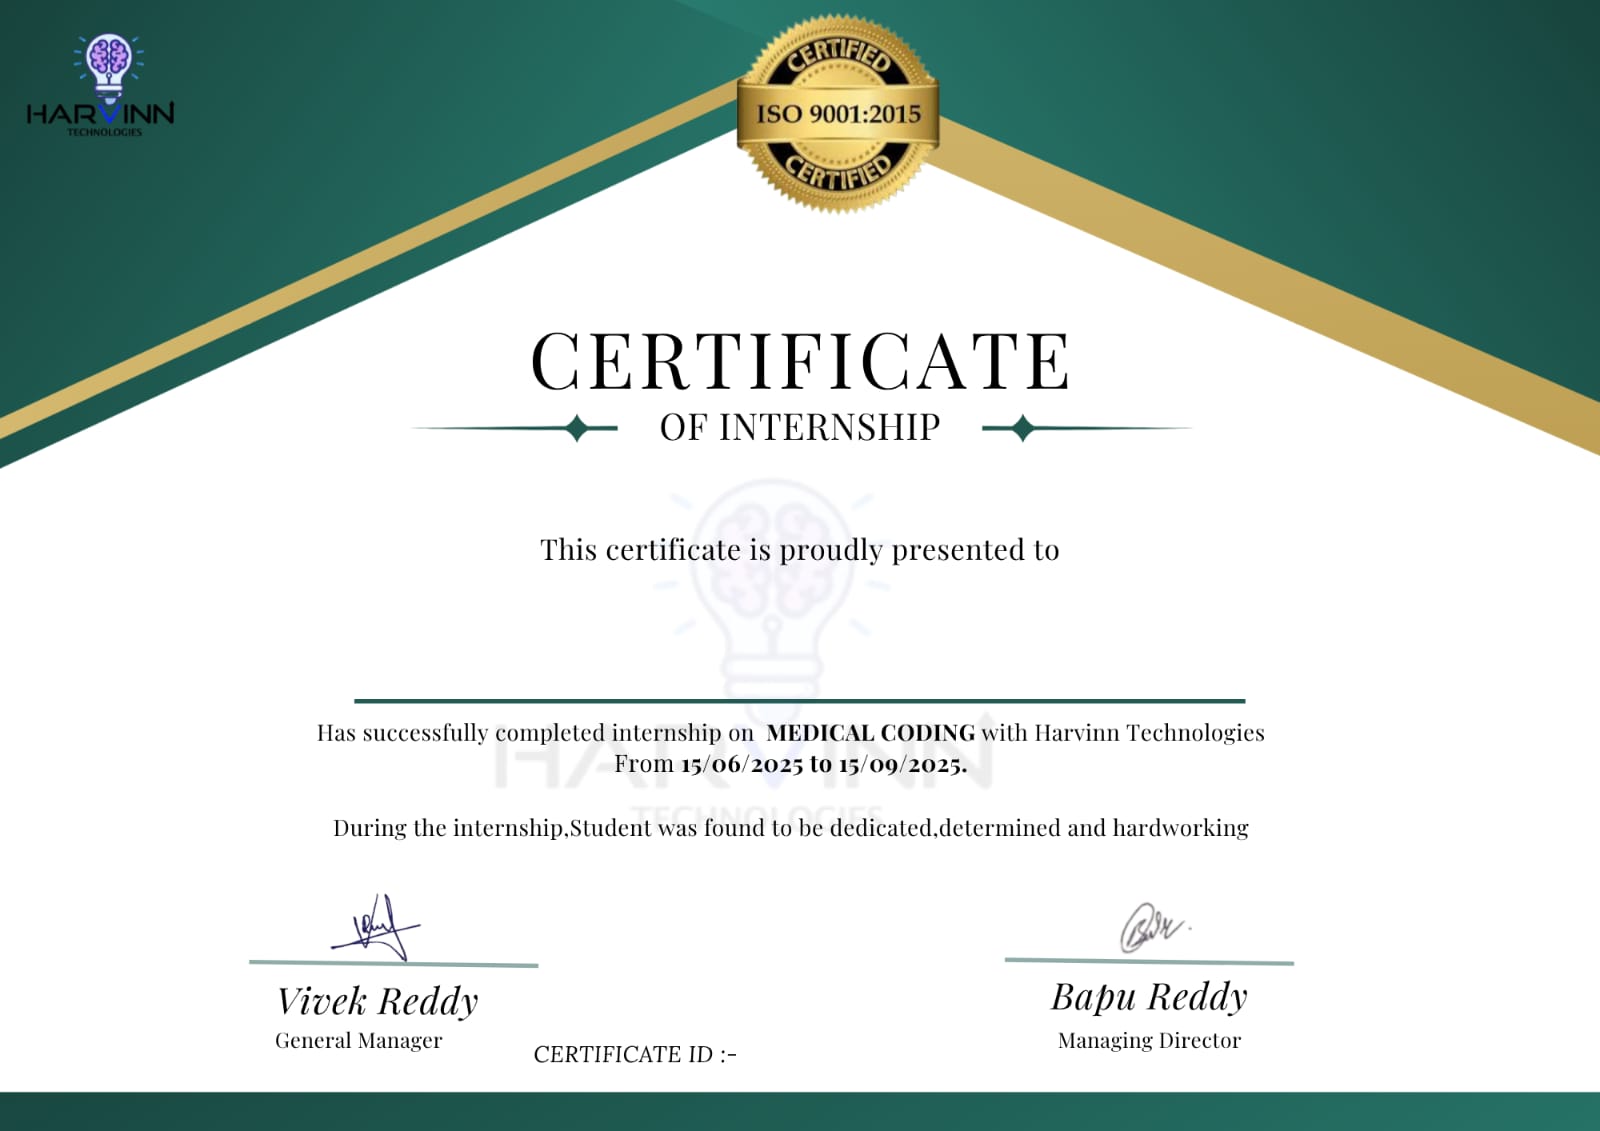 HARVINN
TECHNOLOGIES
CERTIFIED
ISO 9001:2015
CERTIFIED
CERTIFICATE
OF INTERNSHIP
This certificate is proudly presented to
Has successfully completed internship on MEDICAL CODING with Harvinn Technologies
From 15/06/2025 to 15/09/2025.
HARVINN
TECHNOLOGIES
During the internship,Student was found to be dedicated,determined and hardworking
Vivek Reddy
General Manager
Bapu Reddy
Managing Director
CERTIFICATE ID :-